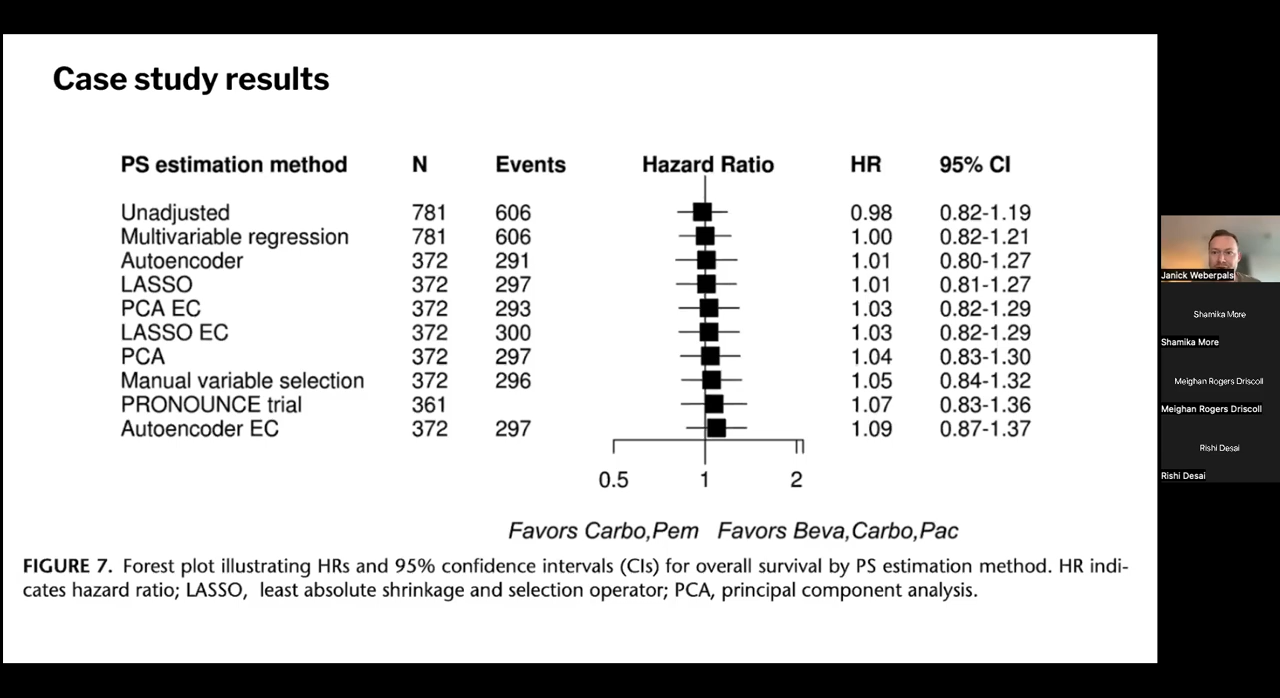 Case study results
PS estimation method N Events Hazard Ratio HR 95% CI
Unadjusted 781 606 0.98 0.82-1.19
Multivariable regression 781 606 1.00 0.82-1.21
Autoencoder 372 291 1.01 0.80-1.27
LASSO 372 297 1.01 0.81-1.27
PCA EC 372 293 1.03 0.82-1.29
LASSO EC 372 300 1.03 0.82-1.29
PCA 372 297 1.04 0.83-1.30
Manual variable selection 372 296 1.05 0.84-1.32
PRONOUNCE trial 361 1.07 0.83-1.36
Autoencoder EC 372 297 1.09 0.87-1.37
0.5 1 2
Favors Carbo,Pem Favors Beva,Carbo,Pac
FIGURE 7. Forest plot illustrating HRs and 95% confidence intervals (CIs) for overall survival by PS estimation method. HR indi-
cates hazard ratio; LASSO, least absolute shrinkage and selection operator; PCA, principal component analysis.
Janick Weberpals
Shamika More
Shamika More
Meighan Rogers Driscoll
Meighan Rogers Driscoll
Rishi Desai
Rishi Desai